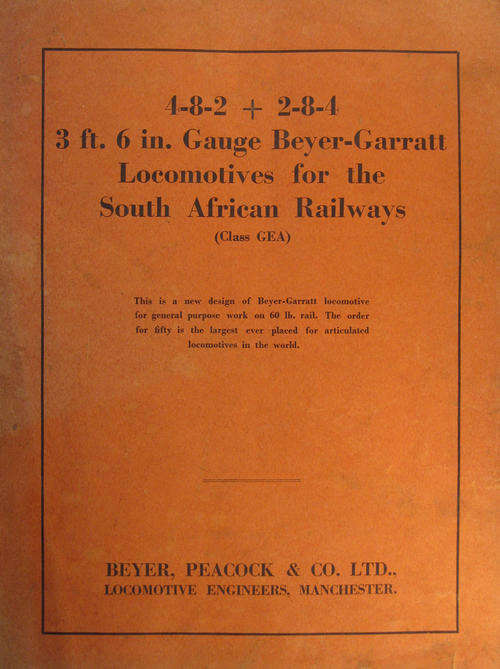 4-8-2 + 2-8-4
3 ft. 6 in. Gauge Beyer-Garratt
Locomotives for the
South African Railways
(Class GEA)
This is a new design of Beyer-Garratt locomotive
for general purpose work on 60 lb. rail. The order
for fifty is the largest ever placed for articulated
locomotives in the world.
BEYER, PEACOCK & CO. LTD.,
LOCOMOTIVE ENGINEERS, MANCHESTER.